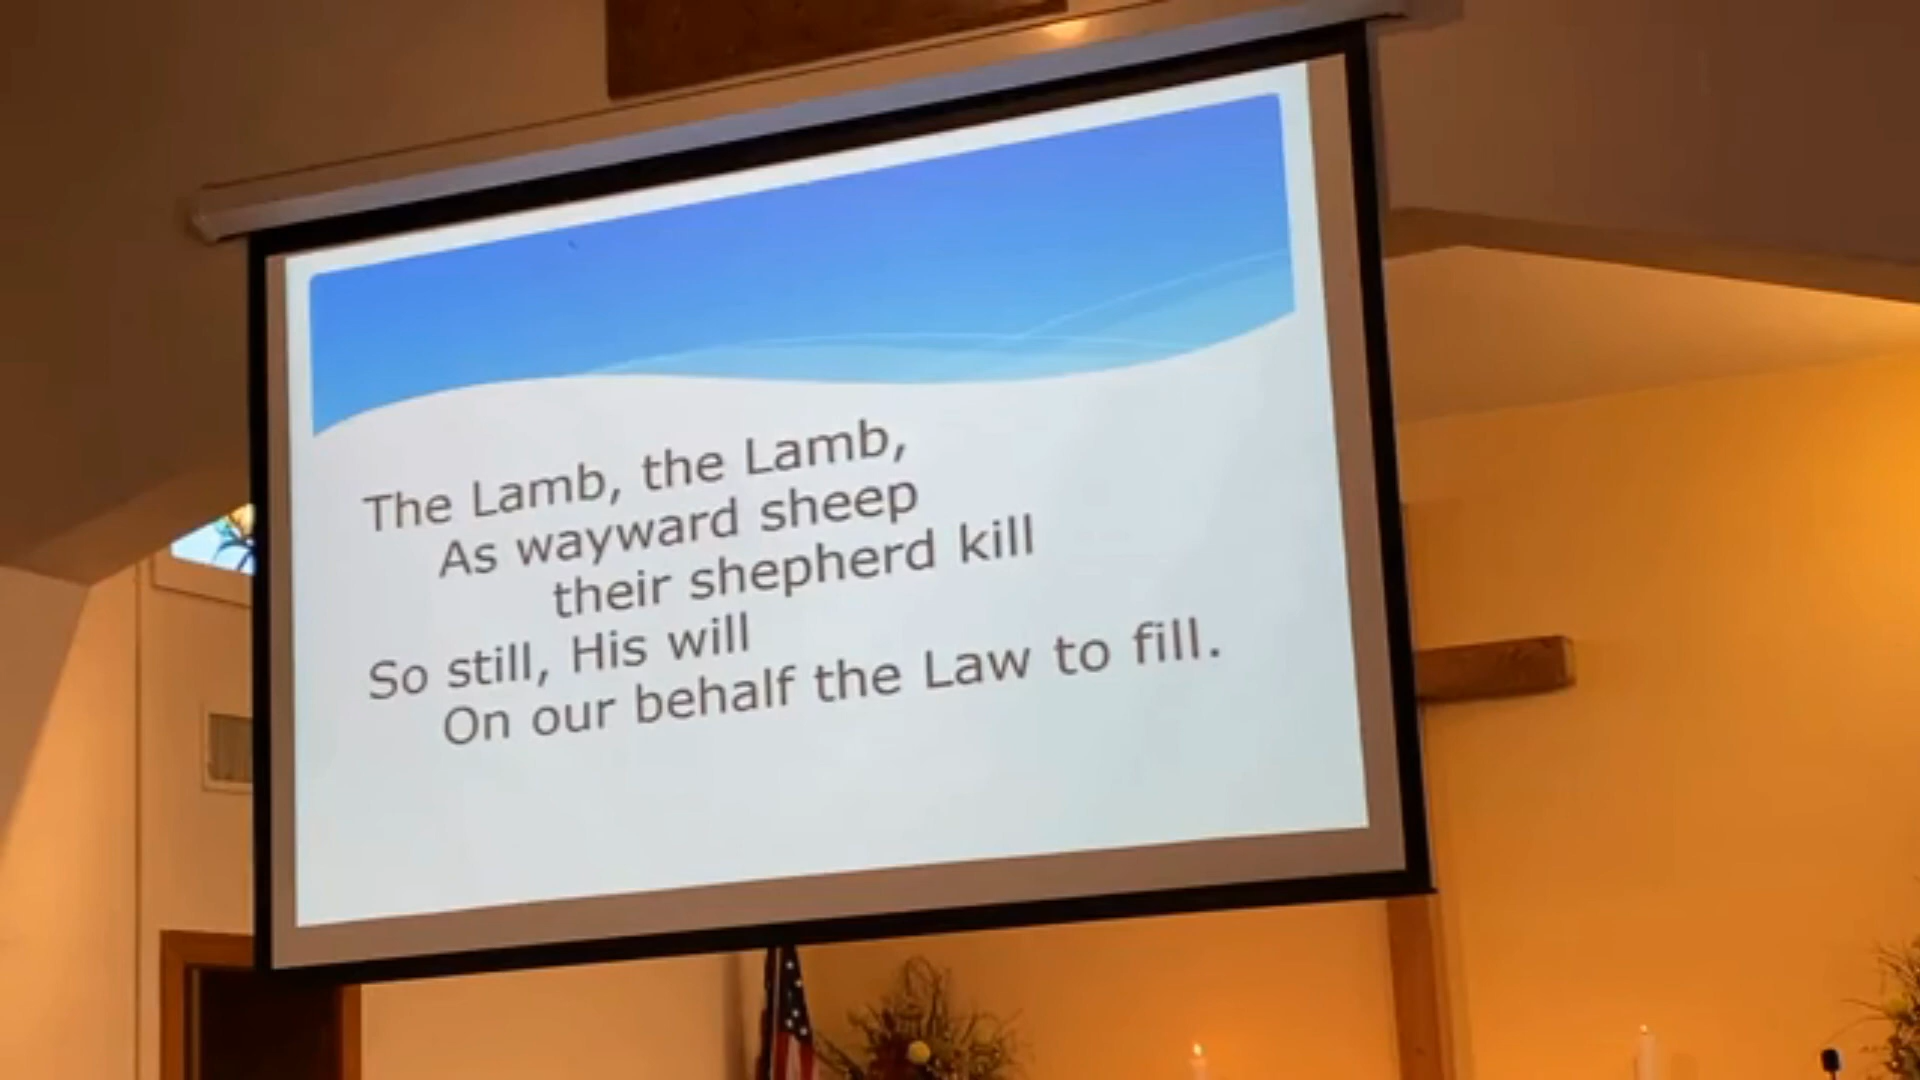 The Lamb, the Lamb,
As wayward sheep
their shepherd kill
So still, His will
On our behalf the Law to fill.